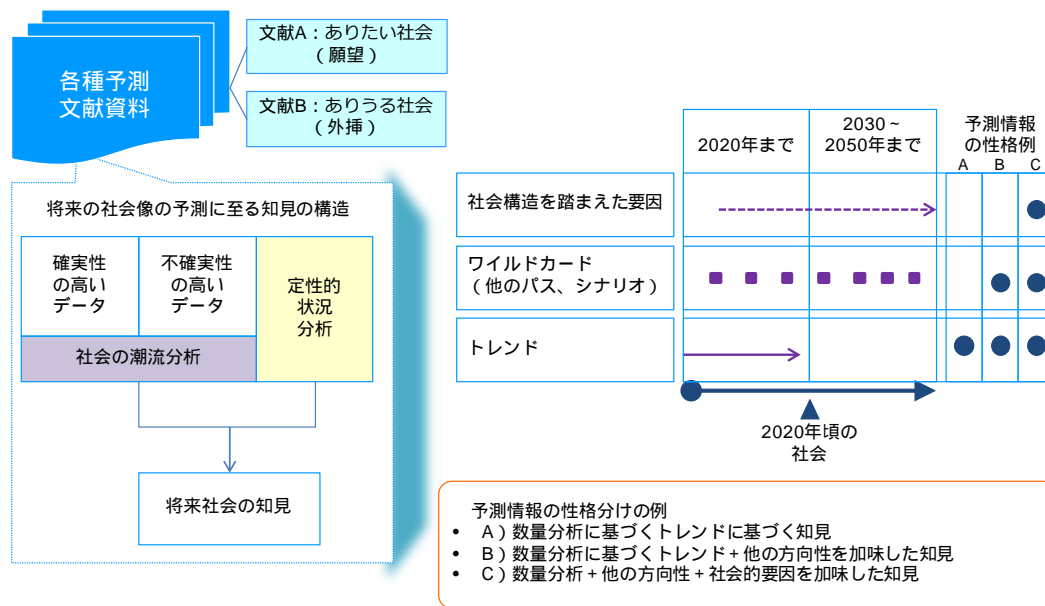 各種予測
文献資料
文献A：ありたい社会
（願望）
文献B：ありうる社会
（外挿）
将来の社会像の予測に至る知見の構造
確実性
の高い
データ
不確実性
の高い
データ
定性的
状況
分析
社会の潮流分析
将来社会の知見
2020年まで
2030～
2050年まで
予測情報
の性格例
A B C
社会構造を踏まえた要因
ワイルドカード
（他のパス、シナリオ）
トレンド
2020年頃の
社会
予測情報の性格分けの例
• A）数量分析に基づくトレンドに基づく知見
• B）数量分析に基づくトレンド＋他の方向性を加味した知見
• C）数量分析＋他の方向性＋社会的要因を加味した知見